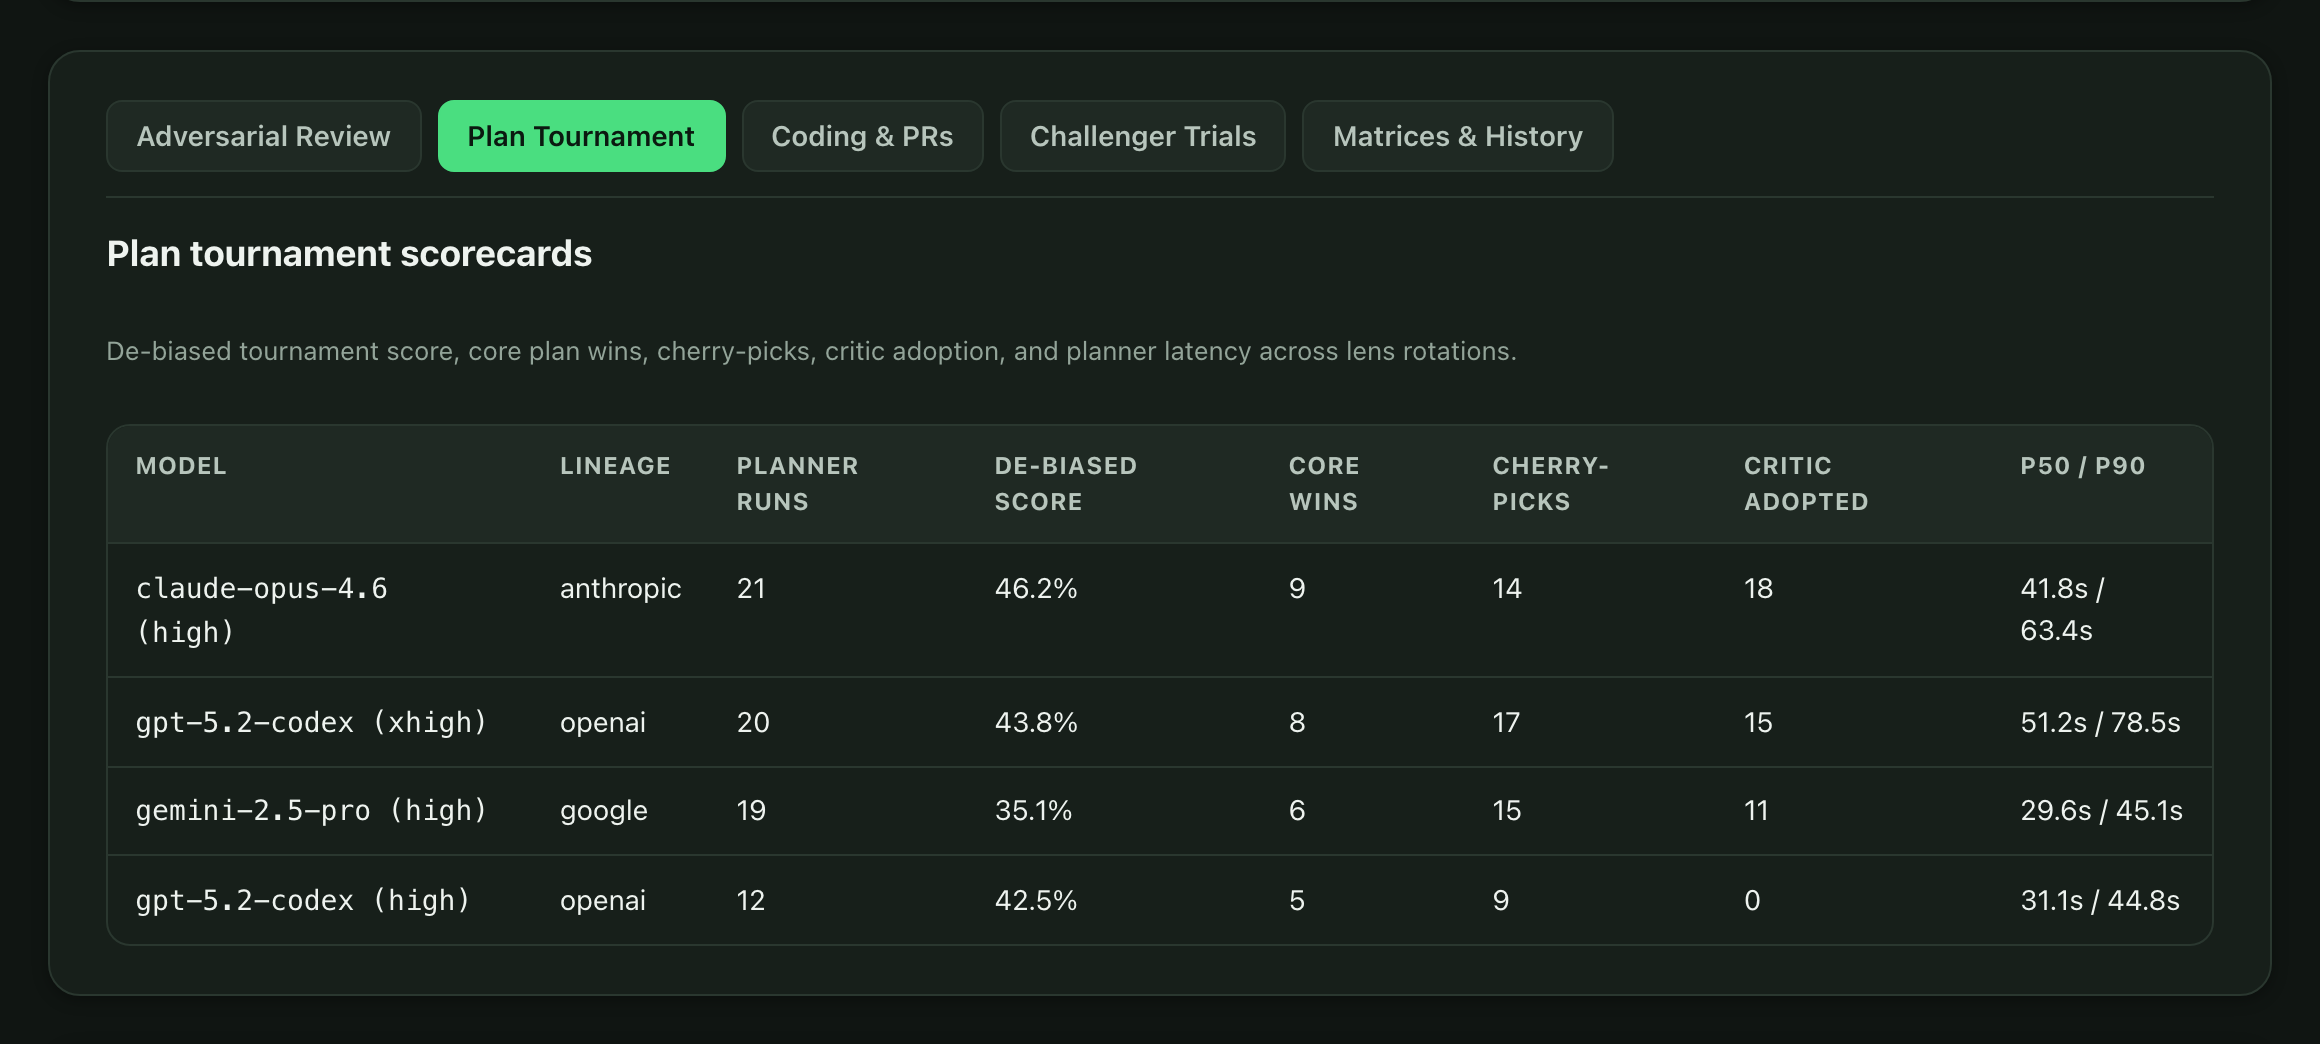 Adversarial Review Plan Tournament Coding & PRs Challenger Trials Matrices & History
Plan tournament scorecards
De-biased tournament score, core plan wins, cherry-picks, critic adoption, and planner latency across lens rotations.
MODEL LINEAGE PLANNER RUNS DE-BIASED SCORE CORE WINS CHERRY-PICKS CRITIC ADOPTED P50 / P90
claude-opus-4.6 (high) anthropic 21 46.2% 9 14 18 41.8s / 63.4s
gpt-5.2-codex (xhigh) openai 20 43.8% 8 17 15 51.2s / 78.5s
gemini-2.5-pro (high) google 19 35.1% 6 15 11 29.6s / 45.1s
gpt-5.2-codex (high) openai 12 42.5% 5 9 0 31.1s / 44.8s